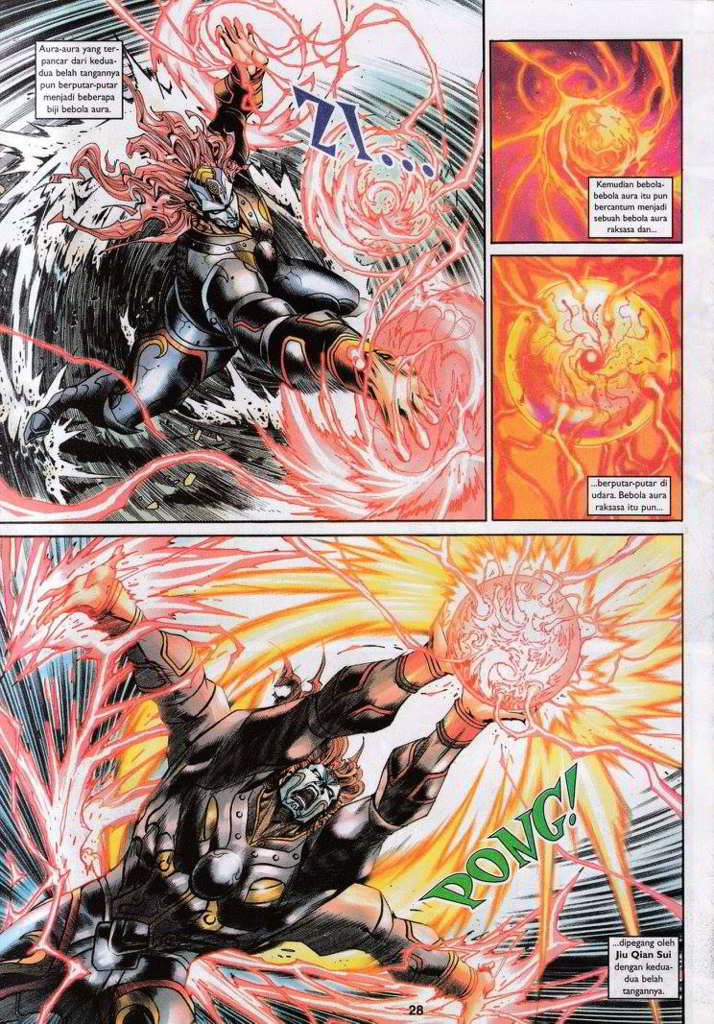 Aura-aura yang ter-
pancar dari kedua-
dua belah tangannya
pun berputar-putar
menjadi beberapa
biji bebola aura.
ZI...
Kemudian bebola-
bebola aura itu pun
bercantum menjadi
sebuah bebola aura
raksasa dan...
...berputar-putar di
udara. Bebola aura
raksasa itu pun...
PONG!
...dipegang oleh
Jiu Qian Sui
dengan kedua-
dua belah
tangannya.
28